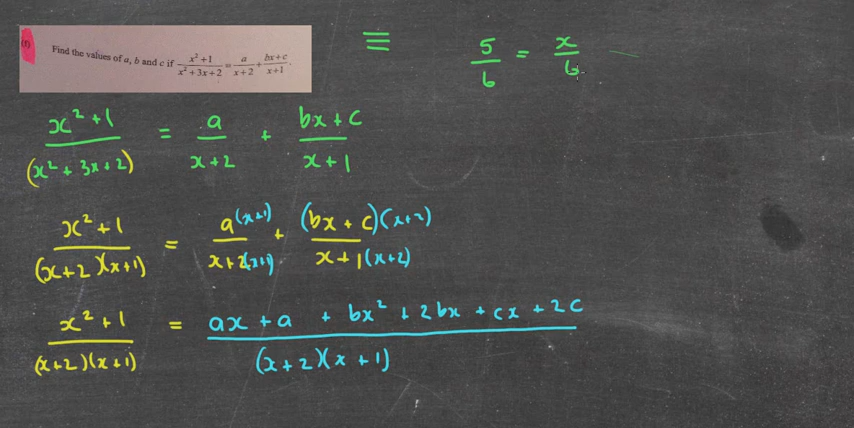 (f) Find the values of a, b and c if (x² + 1)/(x² + 3x + 2) = a/(x + 2) + (bx + c)/(x + 1).
≡
5/6 = x/6
(x² + 1)/(x² + 3x + 2) = a/(x + 2) + (bx + c)/(x + 1)
(x² + 1)/((x + 2)(x + 1)) = a(x + 1)/(x + 2(x + 1)) + (bx + c)(x + 2)/(x + 1(x + 2))
(x² + 1)/((x + 2)(x + 1)) = (ax + a + bx² + 2bx + cx + 2c)/((x + 2)(x + 1))